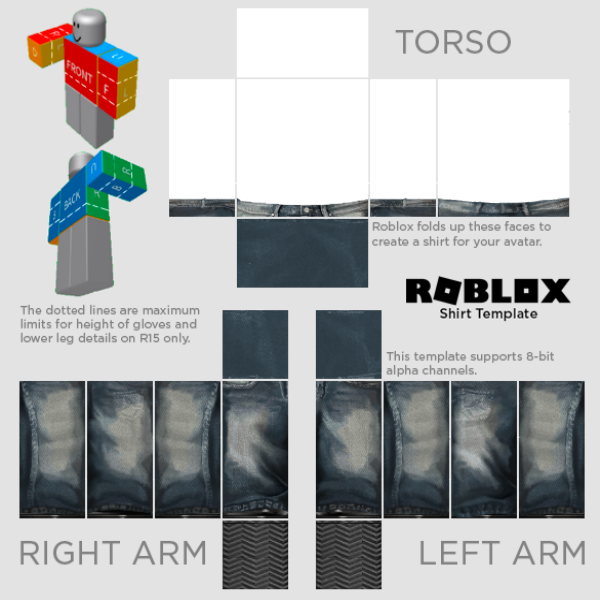 TORSO
FRONT
F
L
D
R
U
BACK
R
B
Roblox folds up these faces to
create a shirt for your avatar.
ROBLOX
Shirt Template
The dotted lines are maximum
limits for height of gloves and
lower leg details on R15 only.
This template supports 8-bit
alpha channels.
RIGHT ARM
LEFT ARM